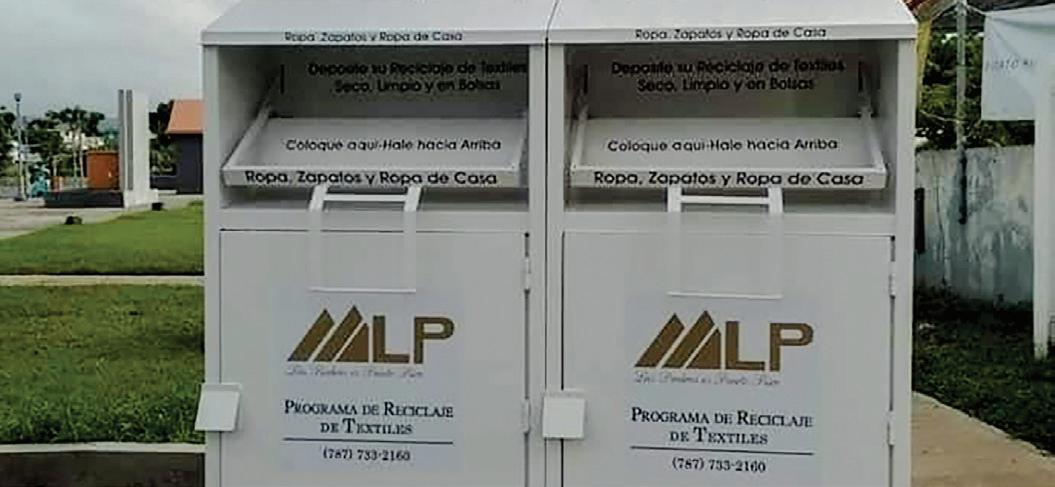 Ropa, Zapatos y Ropa de Casa
Deposite su Reciclaje de Textiles
Seco, Limpio y en Bolsas
Coloque aqui-Hale hacia Arriba
Ropa, Zapatos y Ropa de Casa
MLP
PROGRAMA DE RECICLAJE
DE TEXTILES
(787) 733-2160
Ropa, Zapatos y Ropa de Casa
Deposite su Reciclaje de Textiles
Seco, Limpio y en Bolsas
Coloque aqui-Hale hacia Arriba
Ropa, Zapatos y Ropa de Casa
MLP
PROGRAMA DE RECICLAJE
DE TEXTILES
(787) 733-2160